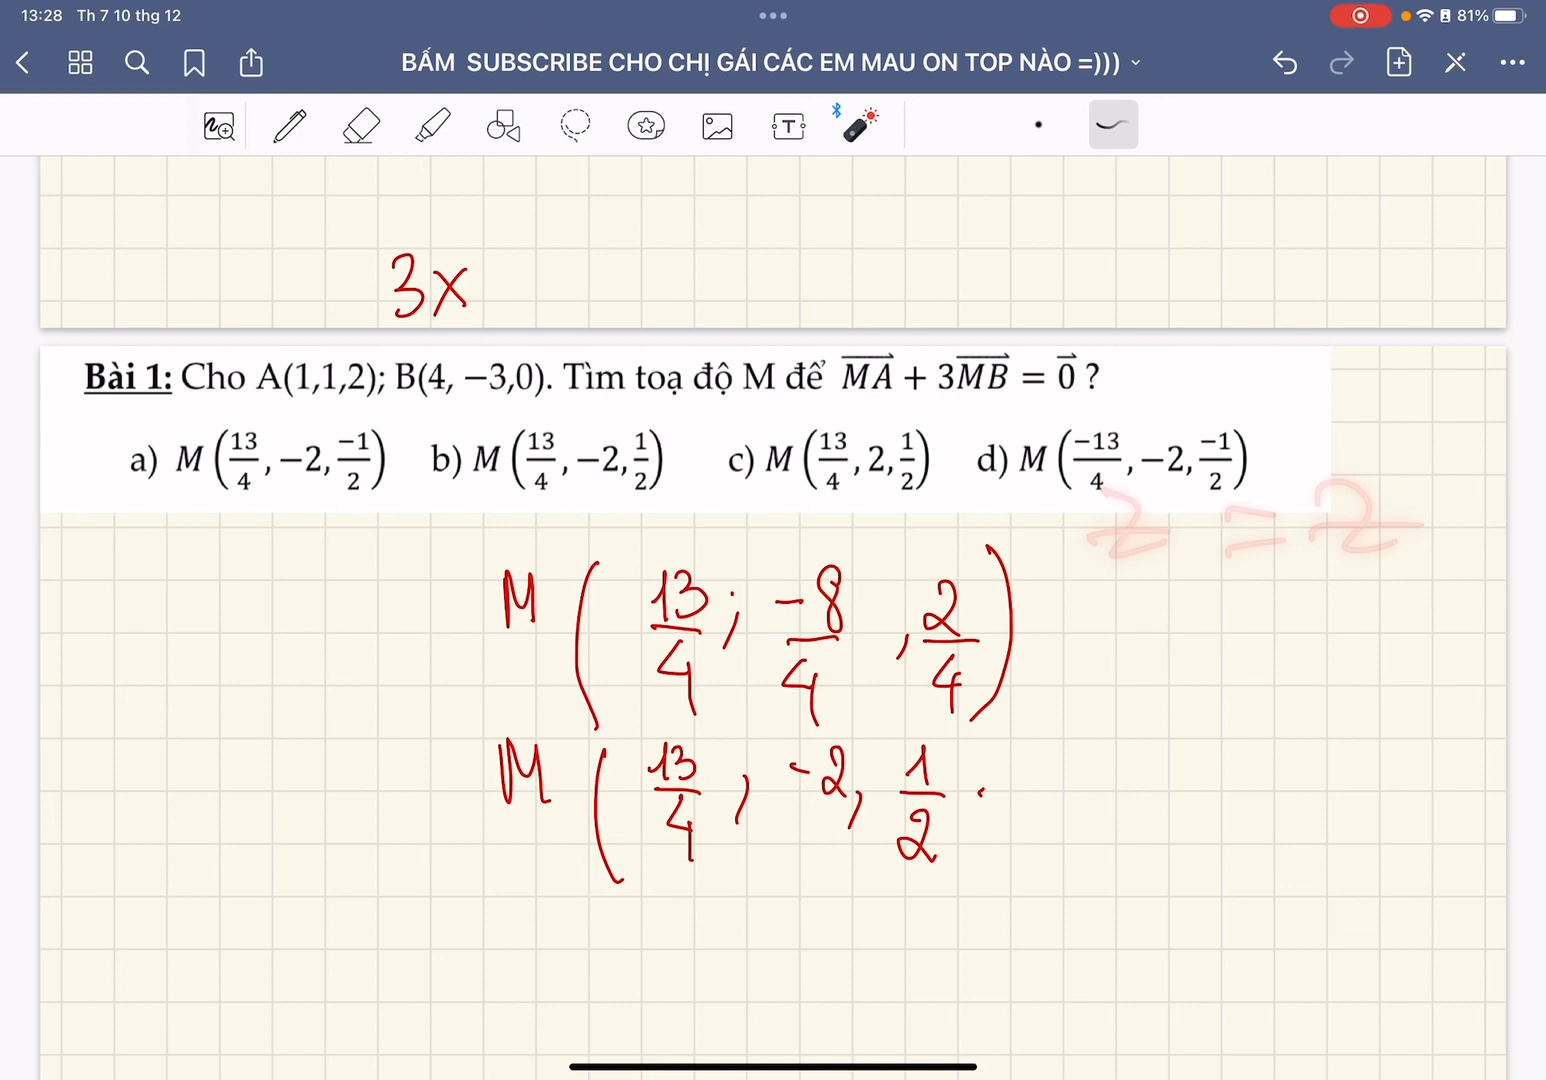 13:28 Th 7 10 thg 12
81%
BẤM SUBSCRIBE CHO CHỊ GÁI CÁC EM MAU ON TOP NÀO =)))
T
3x
Bài 1: Cho A(1,1,2); B(4, −3,0). Tìm toạ độ M để $\overrightarrow{MA} + 3\overrightarrow{MB} = \vec{0}$ ?
a) $M\left(\frac{13}{4}, -2, \frac{-1}{2}\right)$ b) $M\left(\frac{13}{4}, -2, \frac{1}{2}\right)$ c) $M\left(\frac{13}{4}, 2, \frac{1}{2}\right)$ d) $M\left(\frac{-13}{4}, -2, \frac{-1}{2}\right)$
z = 2
$M\left(\frac{13}{4}; \frac{-8}{4}, \frac{2}{4}\right)$
$M\left(\frac{13}{4}, -2, \frac{1}{2}\right.$